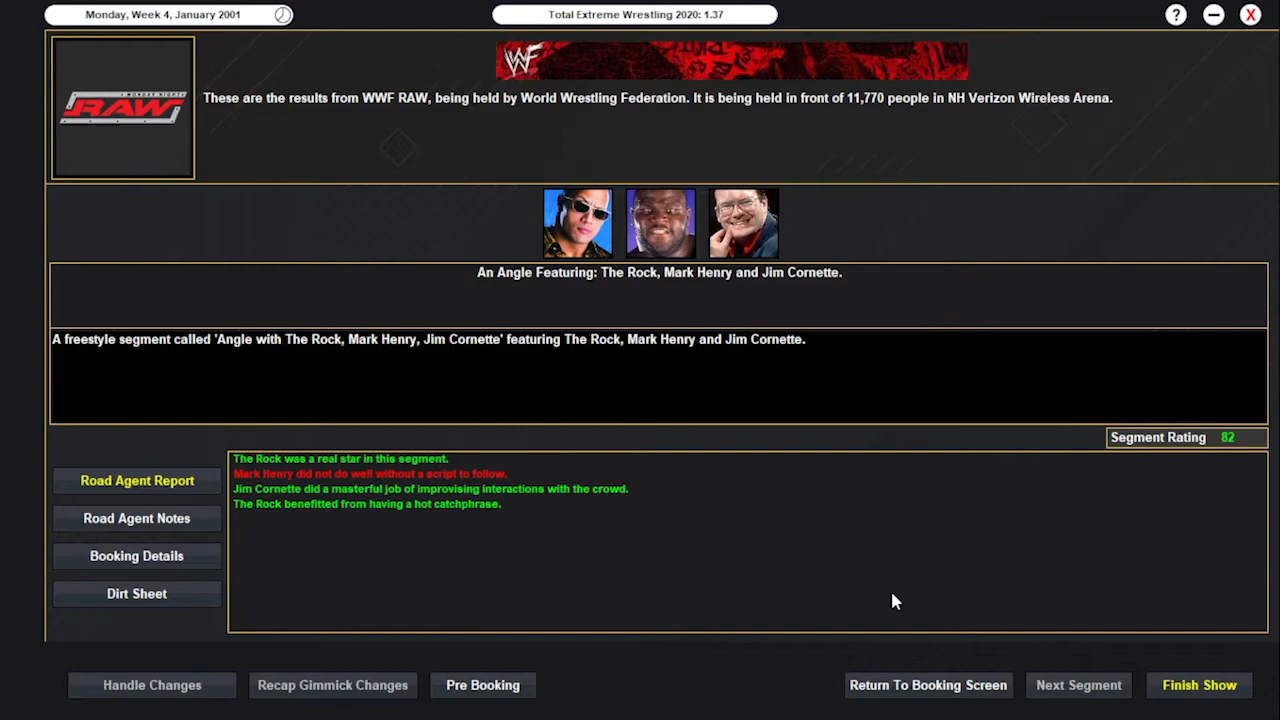 Monday, Week 4, January 2001
Total Extreme Wrestling 2020: 1.37
?
X
WF
MONDAY NIGHT
RAW
These are the results from WWF RAW, being held by World Wrestling Federation. It is being held in front of 11,770 people in NH Verizon Wireless Arena.
An Angle Featuring: The Rock, Mark Henry and Jim Cornette.
A freestyle segment called 'Angle with The Rock, Mark Henry, Jim Cornette' featuring The Rock, Mark Henry and Jim Cornette.
Segment Rating 82
Road Agent Report
Road Agent Notes
Booking Details
Dirt Sheet
The Rock was a real star in this segment.
Mark Henry did not do well without a script to follow.
Jim Cornette did a masterful job of improvising interactions with the crowd.
The Rock benefitted from having a hot catchphrase.
Handle Changes
Recap Gimmick Changes
Pre Booking
Return To Booking Screen
Next Segment
Finish Show